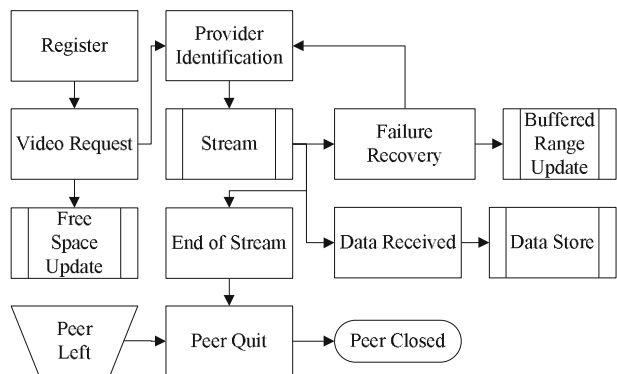 Register
Provider
Identification
Video Request
Stream
Failure
Recovery
Buffered
Range
Update
Free
Space
Update
End of Stream
Data Received
Data Store
Peer
Left
Peer Quit
Peer Closed